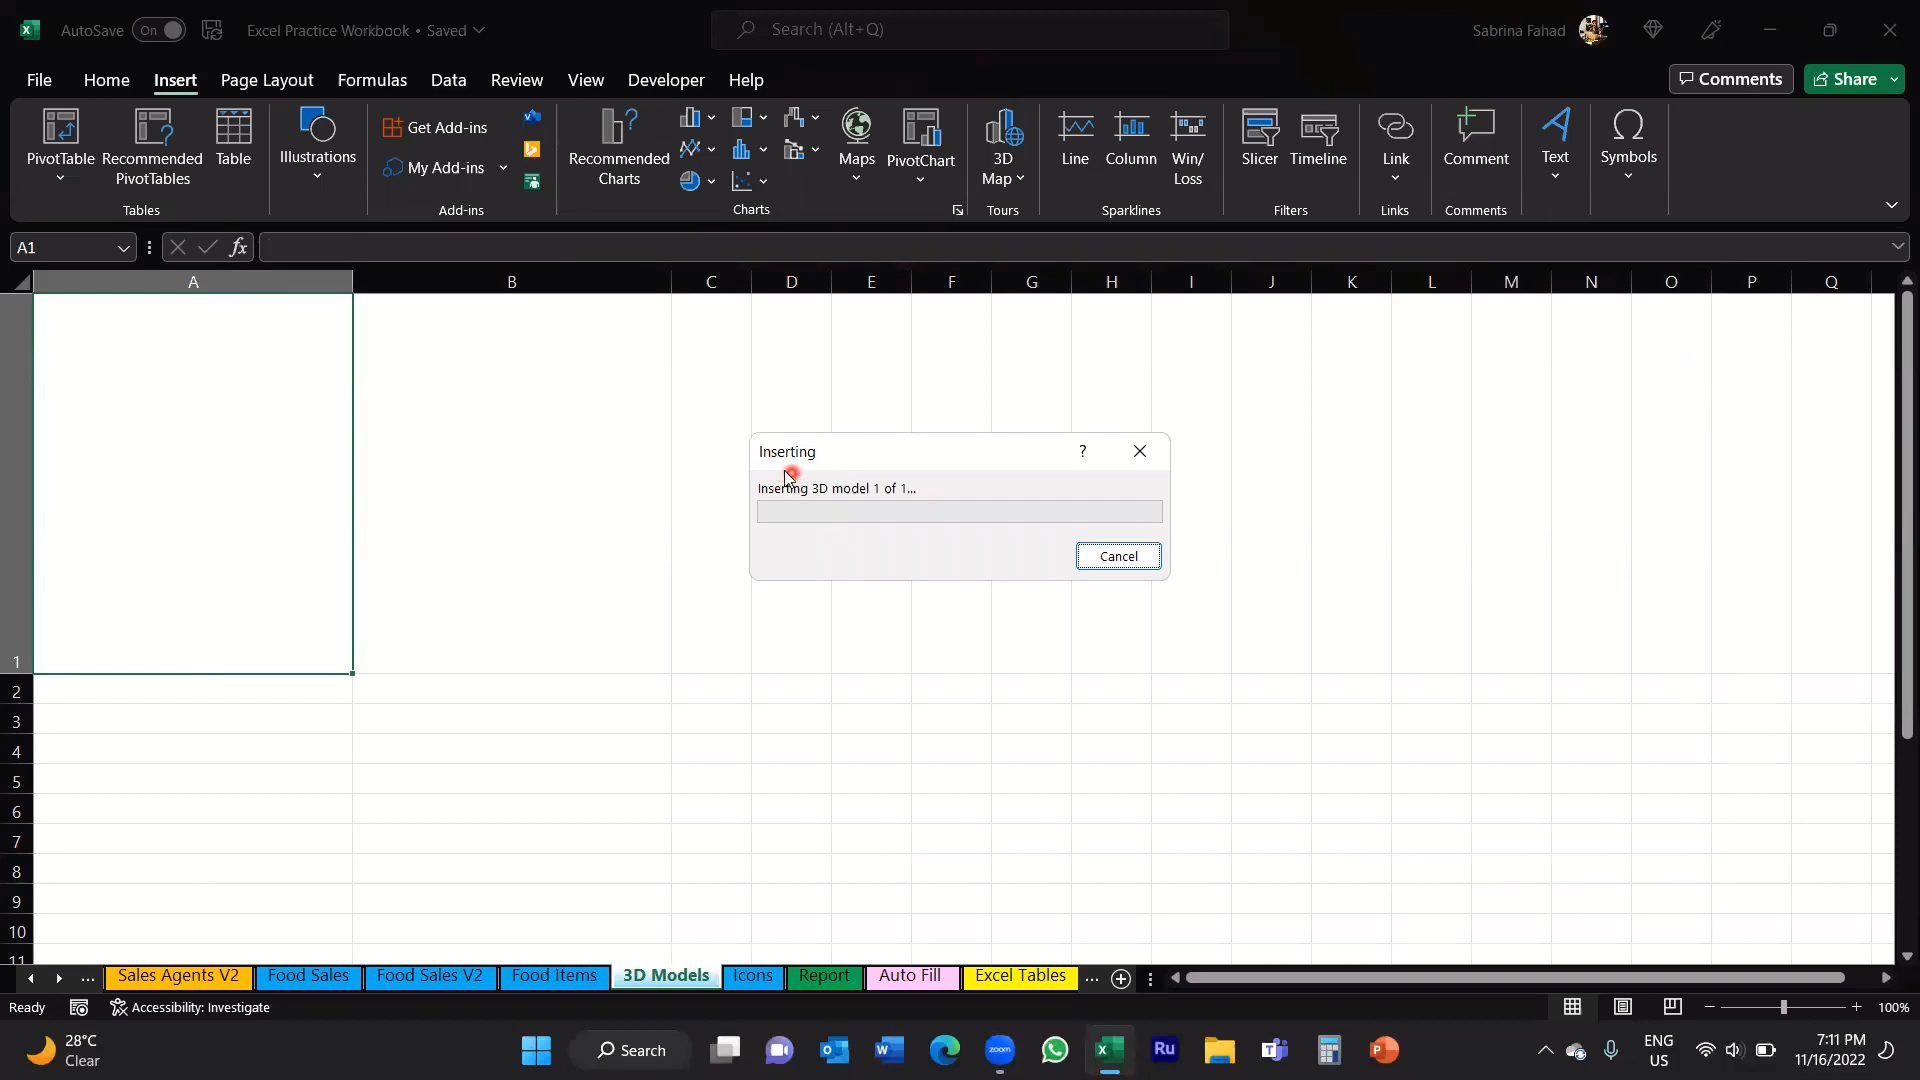 AutoSave On Excel Practice Workbook • Saved Search (Alt+Q) Sabrina Fahad
File Home Insert Page Layout Formulas Data Review View Developer Help Comments Share
PivotTable
Recommended
PivotTables
Table
Tables
Illustrations
Get Add-ins
My Add-ins
Add-ins
Recommended
Charts
Maps
PivotChart
Charts
3D
Map
Tours
Line
Column
Win/
Loss
Sparklines
Slicer
Timeline
Filters
Link
Links
Comment
Comments
Text
Symbols
A1 fx
A B C D E F G H I J K L M N O P Q
Inserting ?
Inserting 3D model 1 of 1...
Cancel
1
2
3
4
5
6
7
8
9
10
11
... Sales Agents V2 Food Sales Food Sales V2 Food Items 3D Models Icons Report Auto Fill Excel Tables ...
Ready Accessibility: Investigate 100%
28°C
Clear
Search
zoom
Ru
ENG
US
7:11 PM
11/16/2022